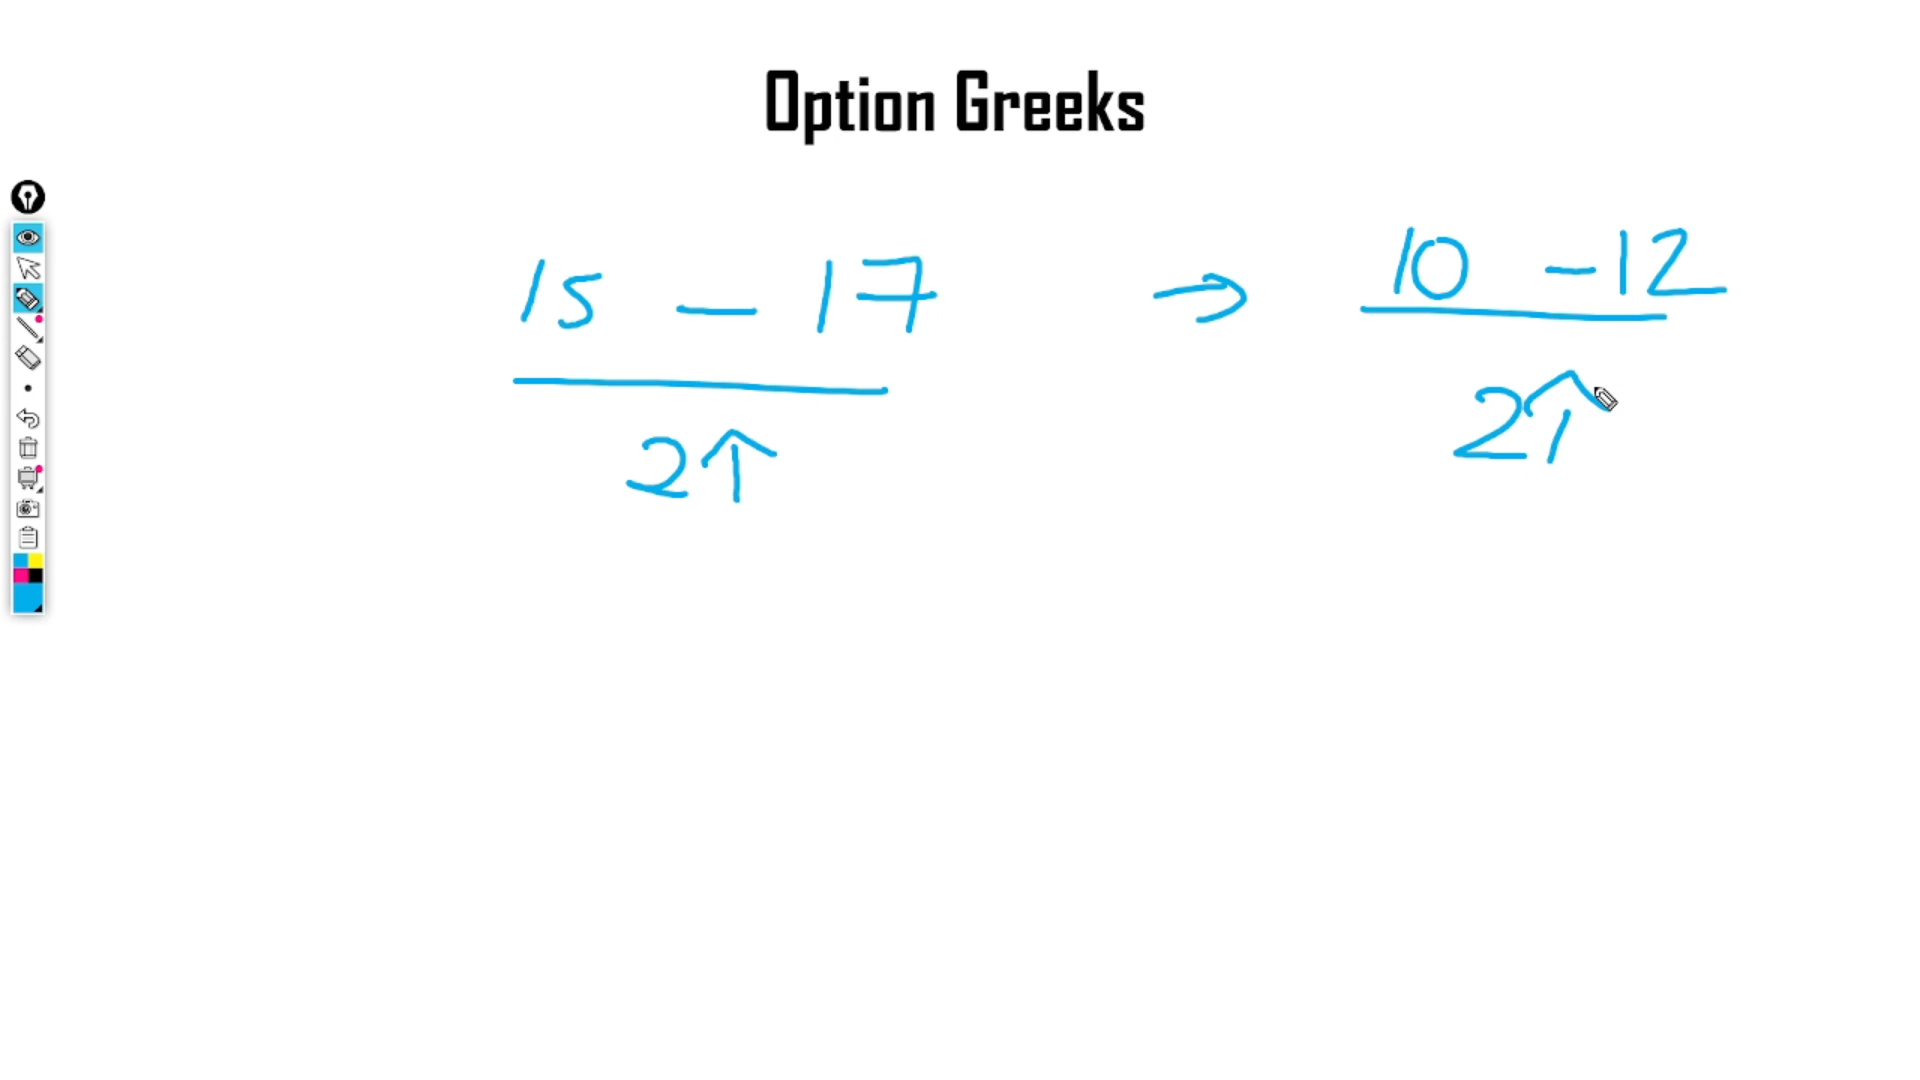 Option Greeks
15 — 17 → 10 — 12
2↑ 2↑